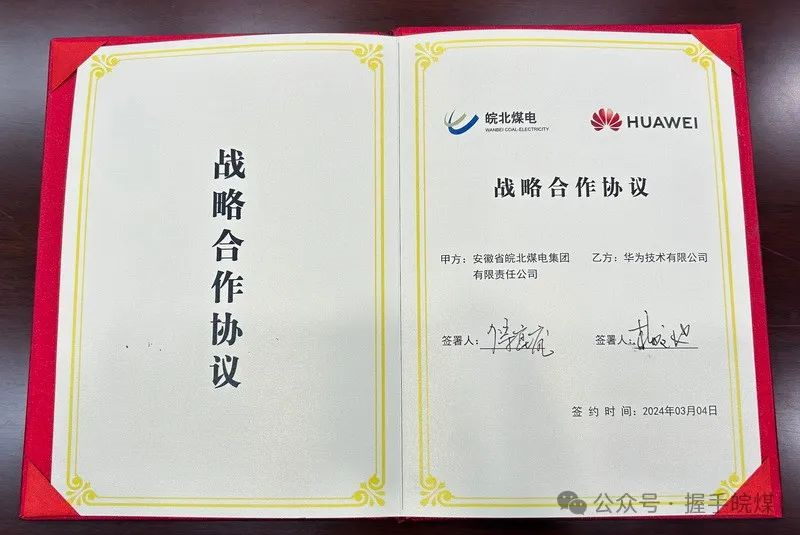 战略合作协议
皖北煤电
WANBEI COAL-ELECTRICITY
HUAWEI
战略合作协议
甲方：安徽省皖北煤电集团
有限责任公司
乙方：华为技术有限公司
签署人：
签署人：
签 约 时 间：2024年03月04日
公众号 · 握手皖煤